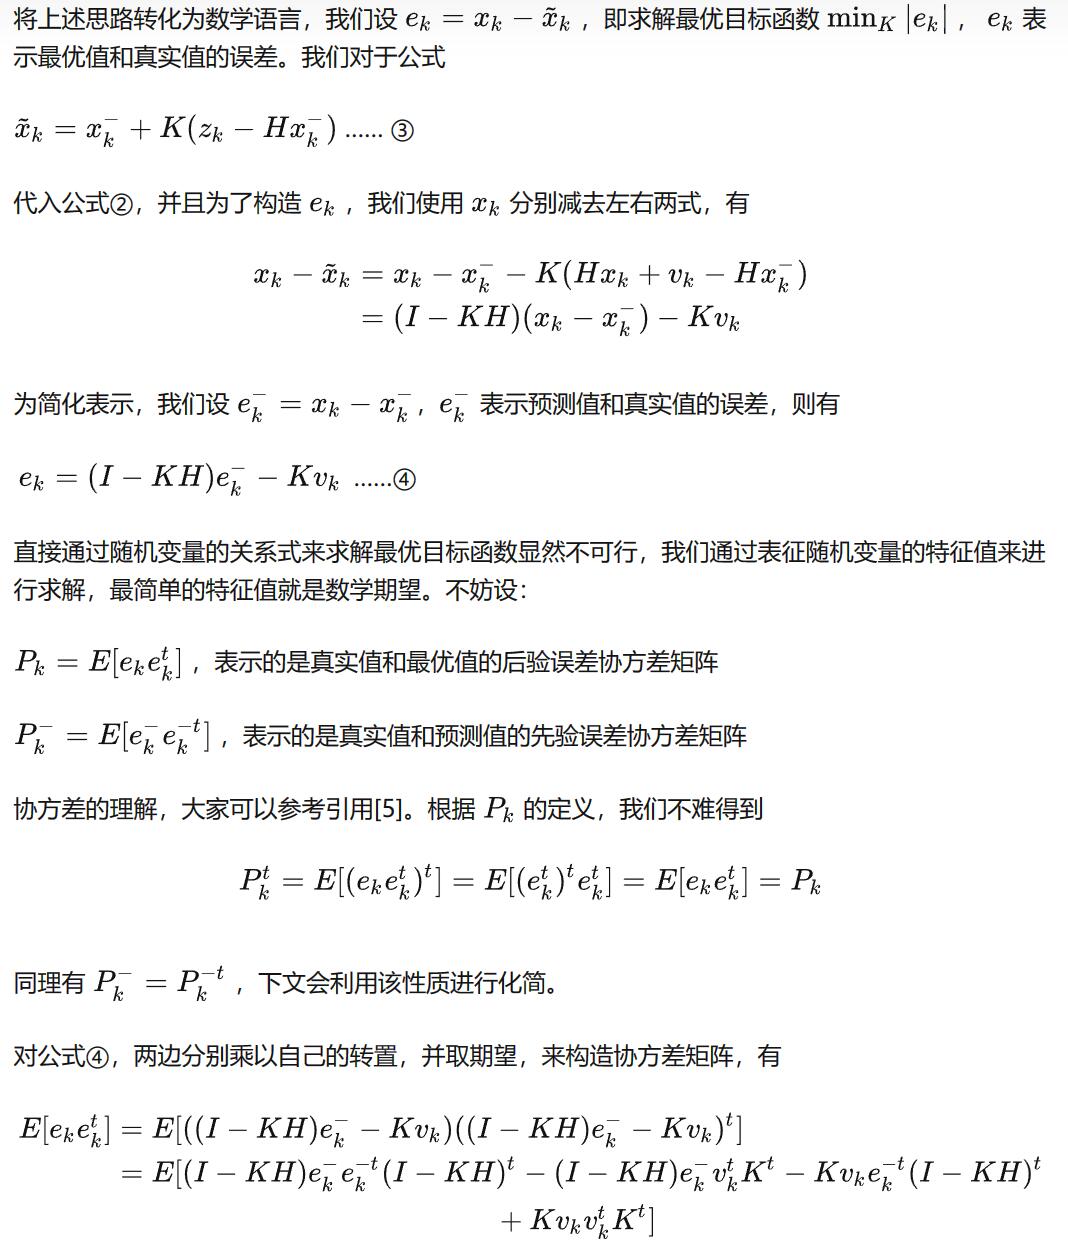 将上述思路转化为数学语言，我们设 $e_k = x_k - \tilde{x}_k$ ，即求解最优目标函数 $\min_K |e_k|$ ， $e_k$ 表
示最优值和真实值的误差。我们对于公式
$\tilde{x}_k = x_k^- + K(z_k - Hx_k^-)$ ...... ③
代入公式②，并且为了构造 $e_k$ ，我们使用 $x_k$ 分别减去左右两式，有
$x_k - \tilde{x}_k = x_k - x_k^- - K(Hx_k + v_k - Hx_k^-)$
$= (I - KH)(x_k - x_k^-) - Kv_k$
为简化表示，我们设 $e_k^- = x_k - x_k^-$ ，$e_k^-$ 表示预测值和真实值的误差，则有
$e_k = (I - KH)e_k^- - Kv_k$ ......④
直接通过随机变量的关系式来求解最优目标函数显然不可行，我们通过表征随机变量的特征值来进
行求解，最简单的特征值就是数学期望。不妨设：
$P_k = E[e_k e_k^t]$ ，表示的是真实值和最优值的后验误差协方差矩阵
$P_k^- = E[e_k^- e_k^{-t}]$ ，表示的是真实值和预测值的先验误差协方差矩阵
协方差的理解，大家可以参考引用[5]。根据 $P_k$ 的定义，我们不难得到
$P_k^t = E[(e_k e_k^t)^t] = E[(e_k^t)^t e_k^t] = E[e_k e_k^t] = P_k$
同理有 $P_k^- = P_k^{-t}$ ，下文会利用该性质进行化简。
对公式④，两边分别乘以自己的转置，并取期望，来构造协方差矩阵，有
$E[e_k e_k^t] = E[((I - KH)e_k^- - Kv_k)((I - KH)e_k^- - Kv_k)^t]$
$= E[(I - KH)e_k^- e_k^{-t}(I - KH)^t - (I - KH)e_k^- v_k^t K^t - Kv_k e_k^{-t}(I - KH)^t$
$+ Kv_k v_k^t K^t]$